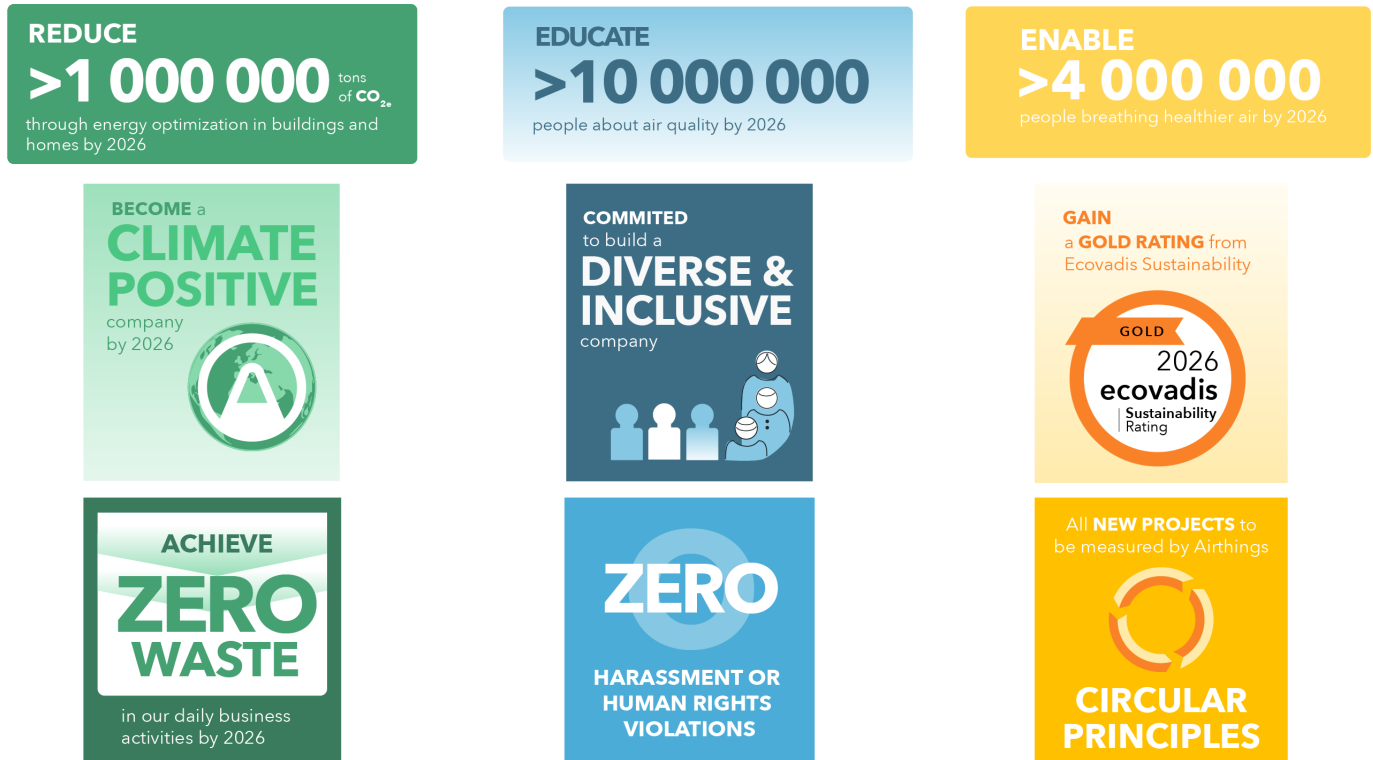 REDUCE
>1 000 000 tons of CO2e
through energy optimization in buildings and
homes by 2026
EDUCATE
>10 000 000
people about air quality by 2026
ENABLE
>4 000 000
people breathing healthier air by 2026
BECOME a
CLIMATE
POSITIVE
company
by 2026
COMMITED
to build a
DIVERSE &
INCLUSIVE
company
GAIN
a GOLD RATING from
Ecovadis Sustainability
GOLD
2026
ecovadis
Sustainability
Rating
ACHIEVE
ZERO
WASTE
in our daily business
activities by 2026
ZERO
HARASSMENT OR
HUMAN RIGHTS
VIOLATIONS
All NEW PROJECTS to
be measured by Airthings
CIRCULAR
PRINCIPLES